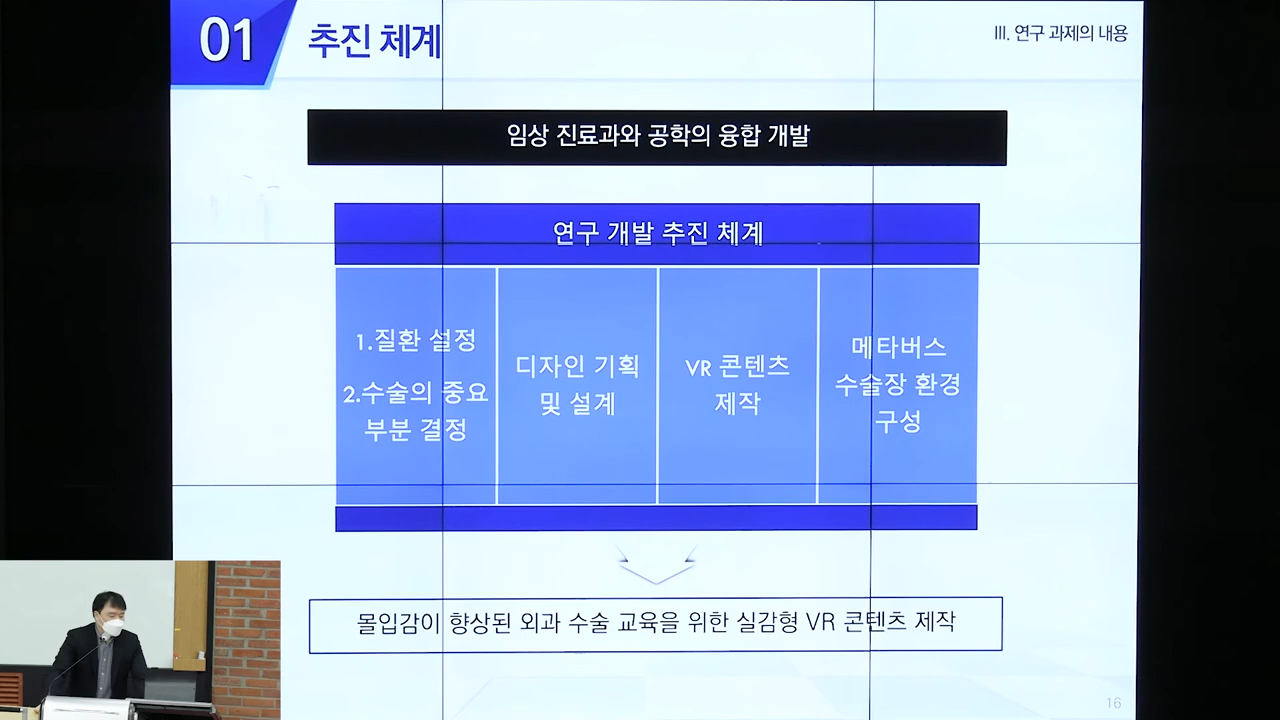 01
추진 체계
III. 연구 과제의 내용
임상 진료과와 공학의 융합 개발
연구 개발 추진 체계
1.질환 설정
2.수술의 중요
부분 결정
디자인 기획
및 설계
VR 콘텐츠
제작
메타버스
수술장 환경
구성
몰입감이 향상된 외과 수술 교육을 위한 실감형 VR 콘텐츠 제작
16